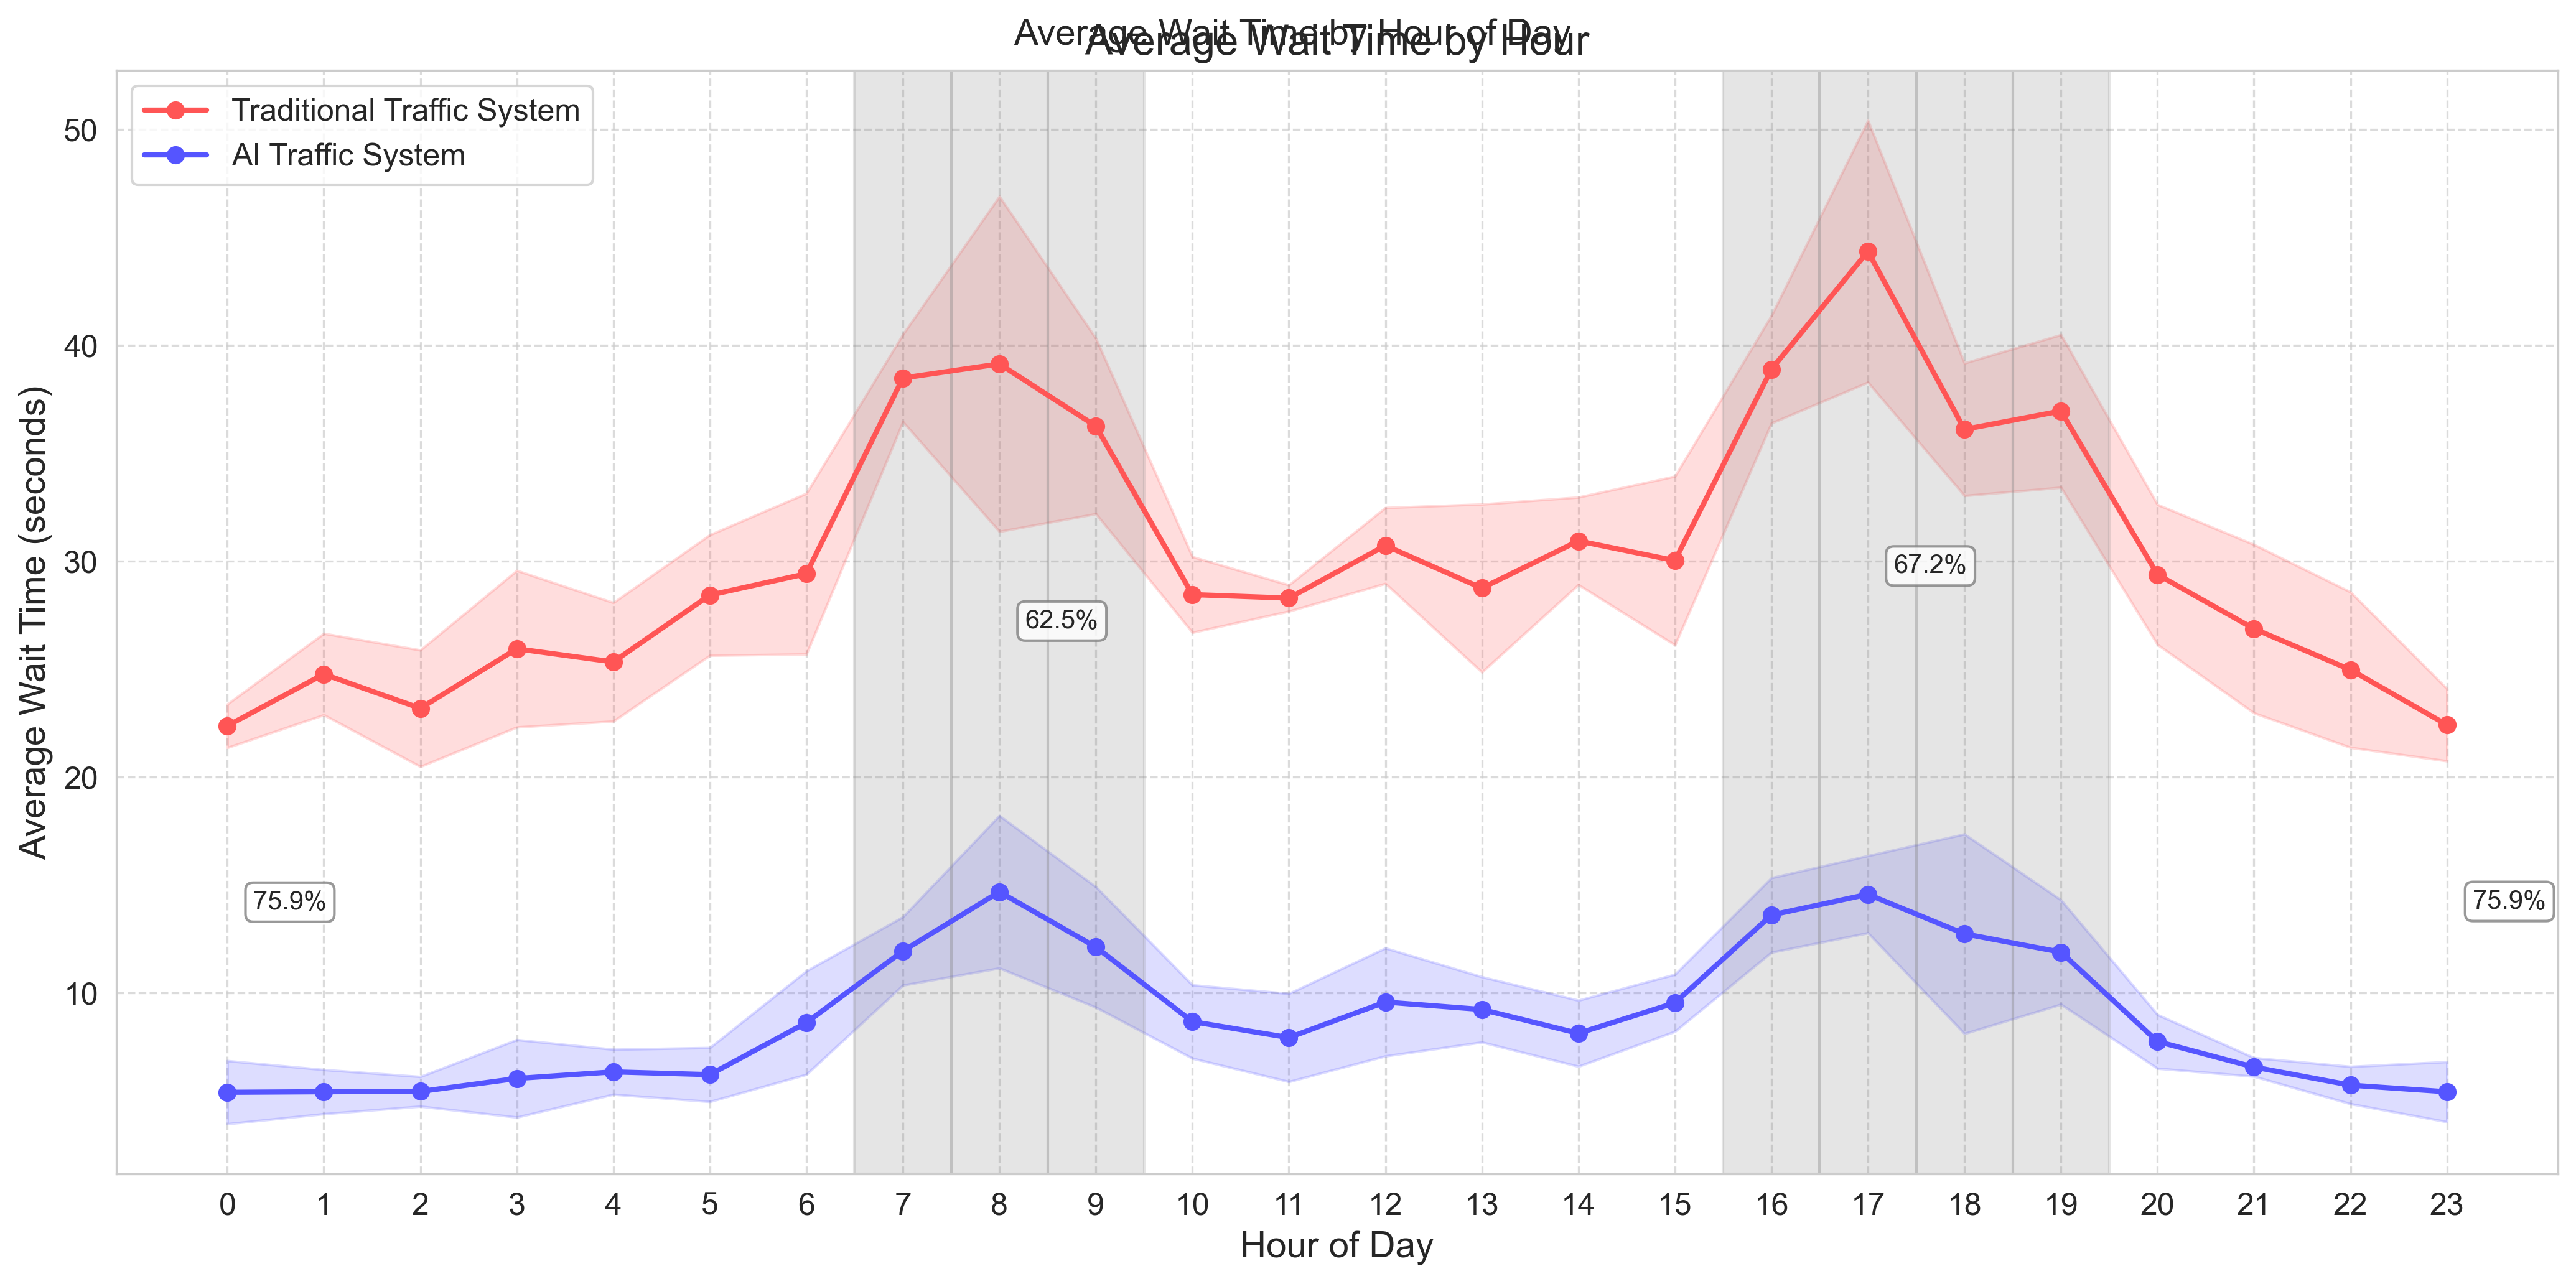 Average Wait Time by Hour of Day
Average Wait Time by Hour
Traditional Traffic System
AI Traffic System
Average Wait Time (seconds)
50
40
30
20
10
62.5%
67.2%
75.9%
75.9%
0 1 2 3 4 5 6 7 8 9 10 11 12 13 14 15 16 17 18 19 20 21 22 23
Hour of Day